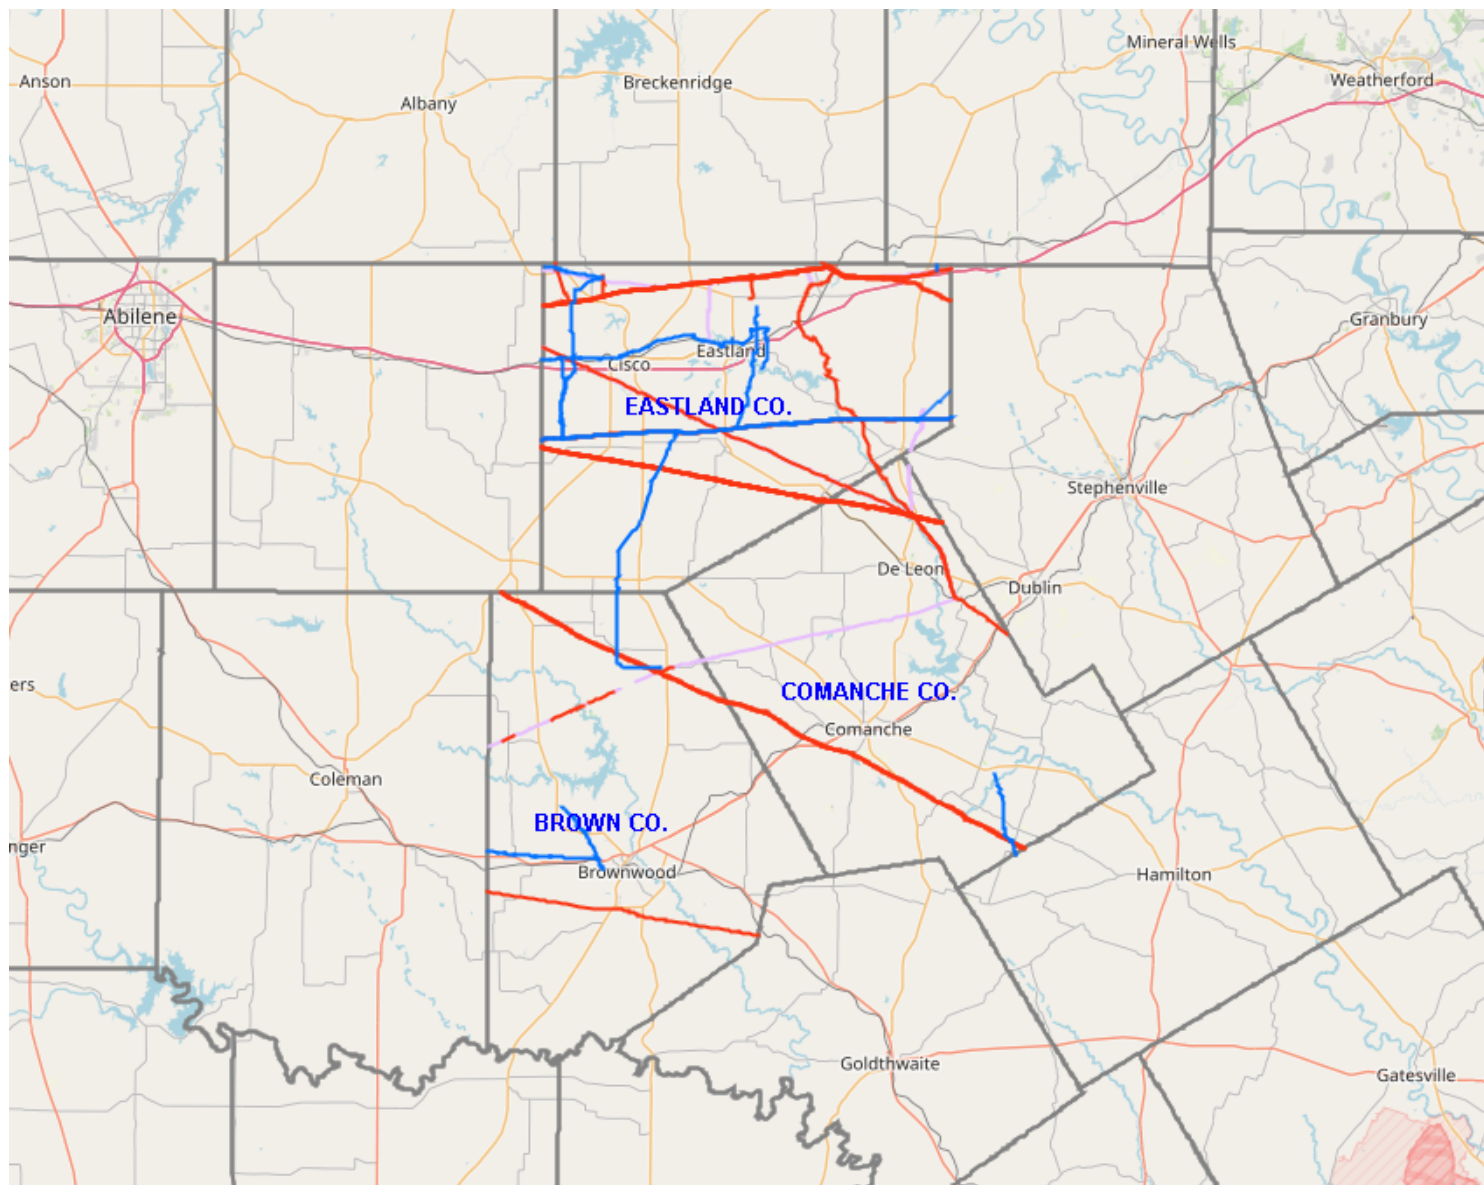 Mineral Wells
Anson
Breckenridge
Weatherford
Albany
Abilene
Granbury
Eastland
Cisco
EASTLAND CO.
Stephenville
De Leon
Dublin
ers
COMANCHE CO.
Comanche
Coleman
BROWN CO.
nger
Brownwood
Hamilton
Goldthwaite
Gatesville